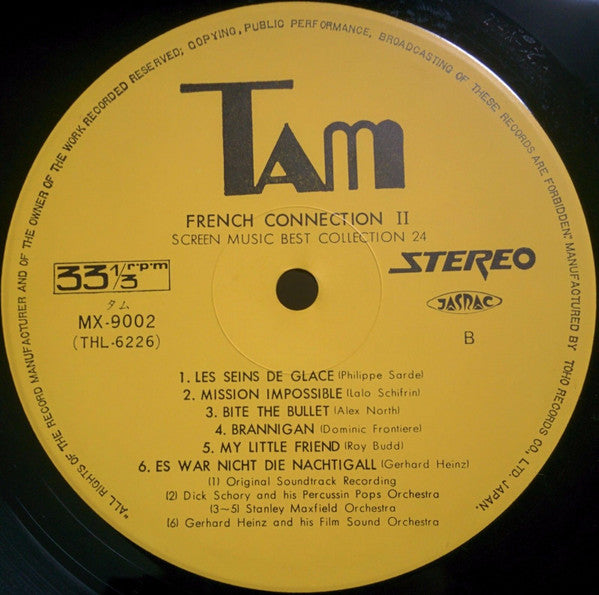 "ALL RIGHTS OF THE RECORD MANUFACTURER AND OF THE OWNER OF THE WORK RECORDED RESERVED; COPYING, PUBLIC PERFORMANCE, BROADCASTING OF THESE RECORDS ARE FORBIDDEN." MANUFACTURED BY TOHO RECORDS CO., LTD. JAPAN.
TAM
FRENCH CONNECTION II
SCREEN MUSIC BEST COLLECTION 24
33 1/3 r·p·m
STEREO
タム
MX-9002
(THL-6226)
JASRAC
B
1. LES SEINS DE GLACE (Philippe Sarde)
2. MISSION IMPOSSIBLE (Lalo Schifrin)
3. BITE THE BULLET (Alex North)
4. BRANNIGAN (Dominic Frontiere)
5. MY LITTLE FRIEND (Roy Budd)
6. ES WAR NICHT DIE NACHTIGALL (Gerhard Heinz)
(1) Original Soundtrack Recording
(2) Dick Schory and his Percussin Pops Orchestra
(3~5) Stanley Maxfield Orchestra
(6) Gerhard Heinz and his Film Sound Orchestra